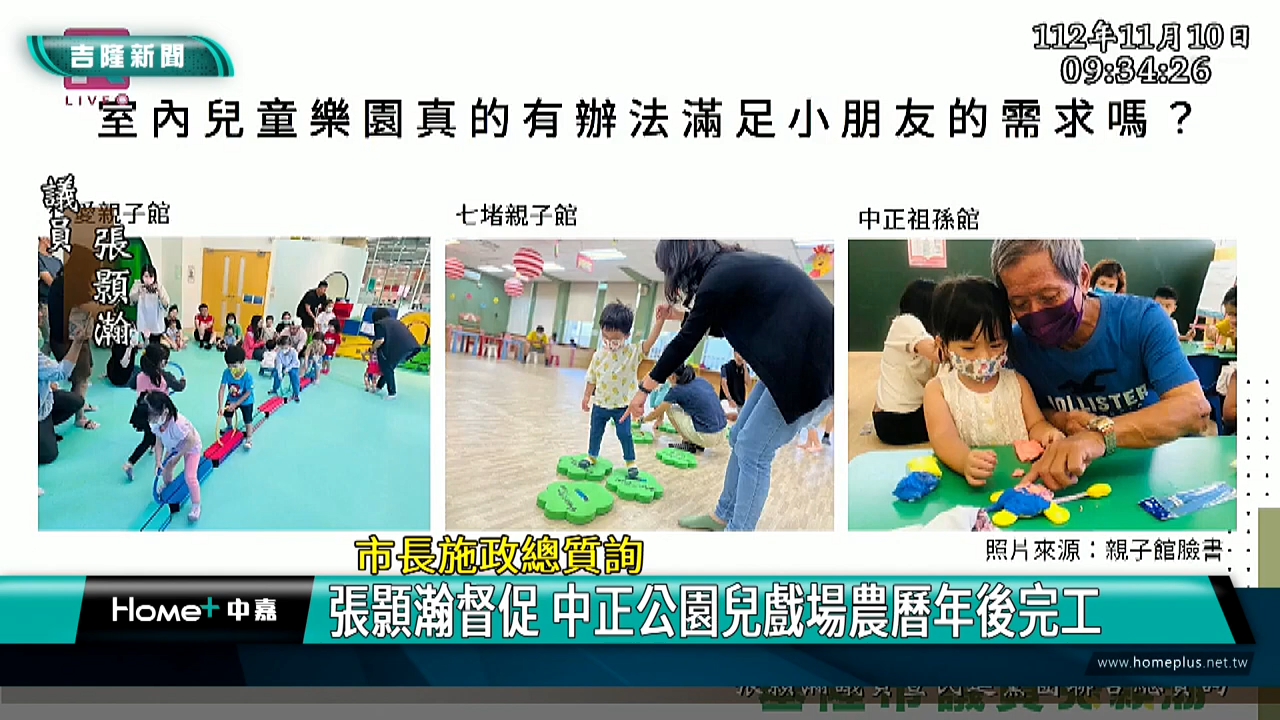 吉隆新聞
LIVE
112年11月10日
09:34:26
室內兒童樂園真的有辦法滿足小朋友的需求嗎？
議員
張顥瀚
愛親子館
七堵親子館
中正祖孫館
HOLLISTER
照片來源：親子館臉書
市長施政總質詢
Home+中嘉
張顥瀚督促 中正公園兒戲場農曆年後完工
www.homeplus.net.tw